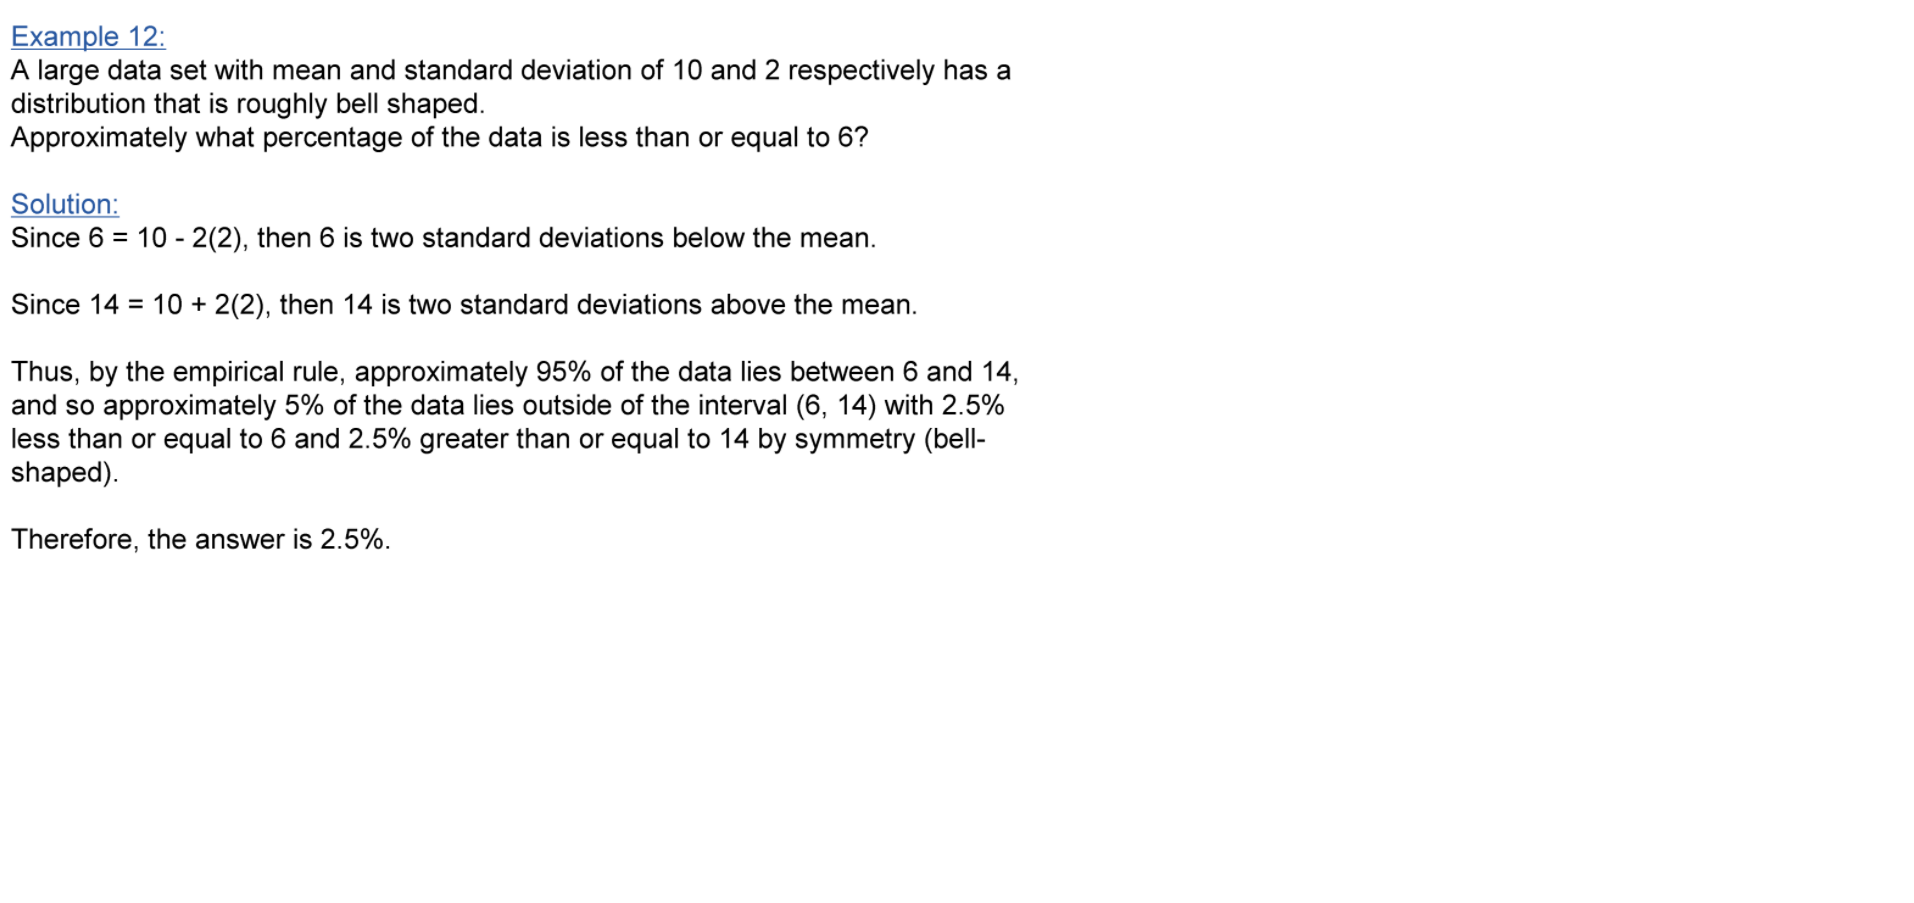 Example 12:
A large data set with mean and standard deviation of 10 and 2 respectively has a
distribution that is roughly bell shaped.
Approximately what percentage of the data is less than or equal to 6?
Solution:
Since 6 = 10 - 2(2), then 6 is two standard deviations below the mean.
Since 14 = 10 + 2(2), then 14 is two standard deviations above the mean.
Thus, by the empirical rule, approximately 95% of the data lies between 6 and 14,
and so approximately 5% of the data lies outside of the interval (6, 14) with 2.5%
less than or equal to 6 and 2.5% greater than or equal to 14 by symmetry (bell-
shaped).
Therefore, the answer is 2.5%.